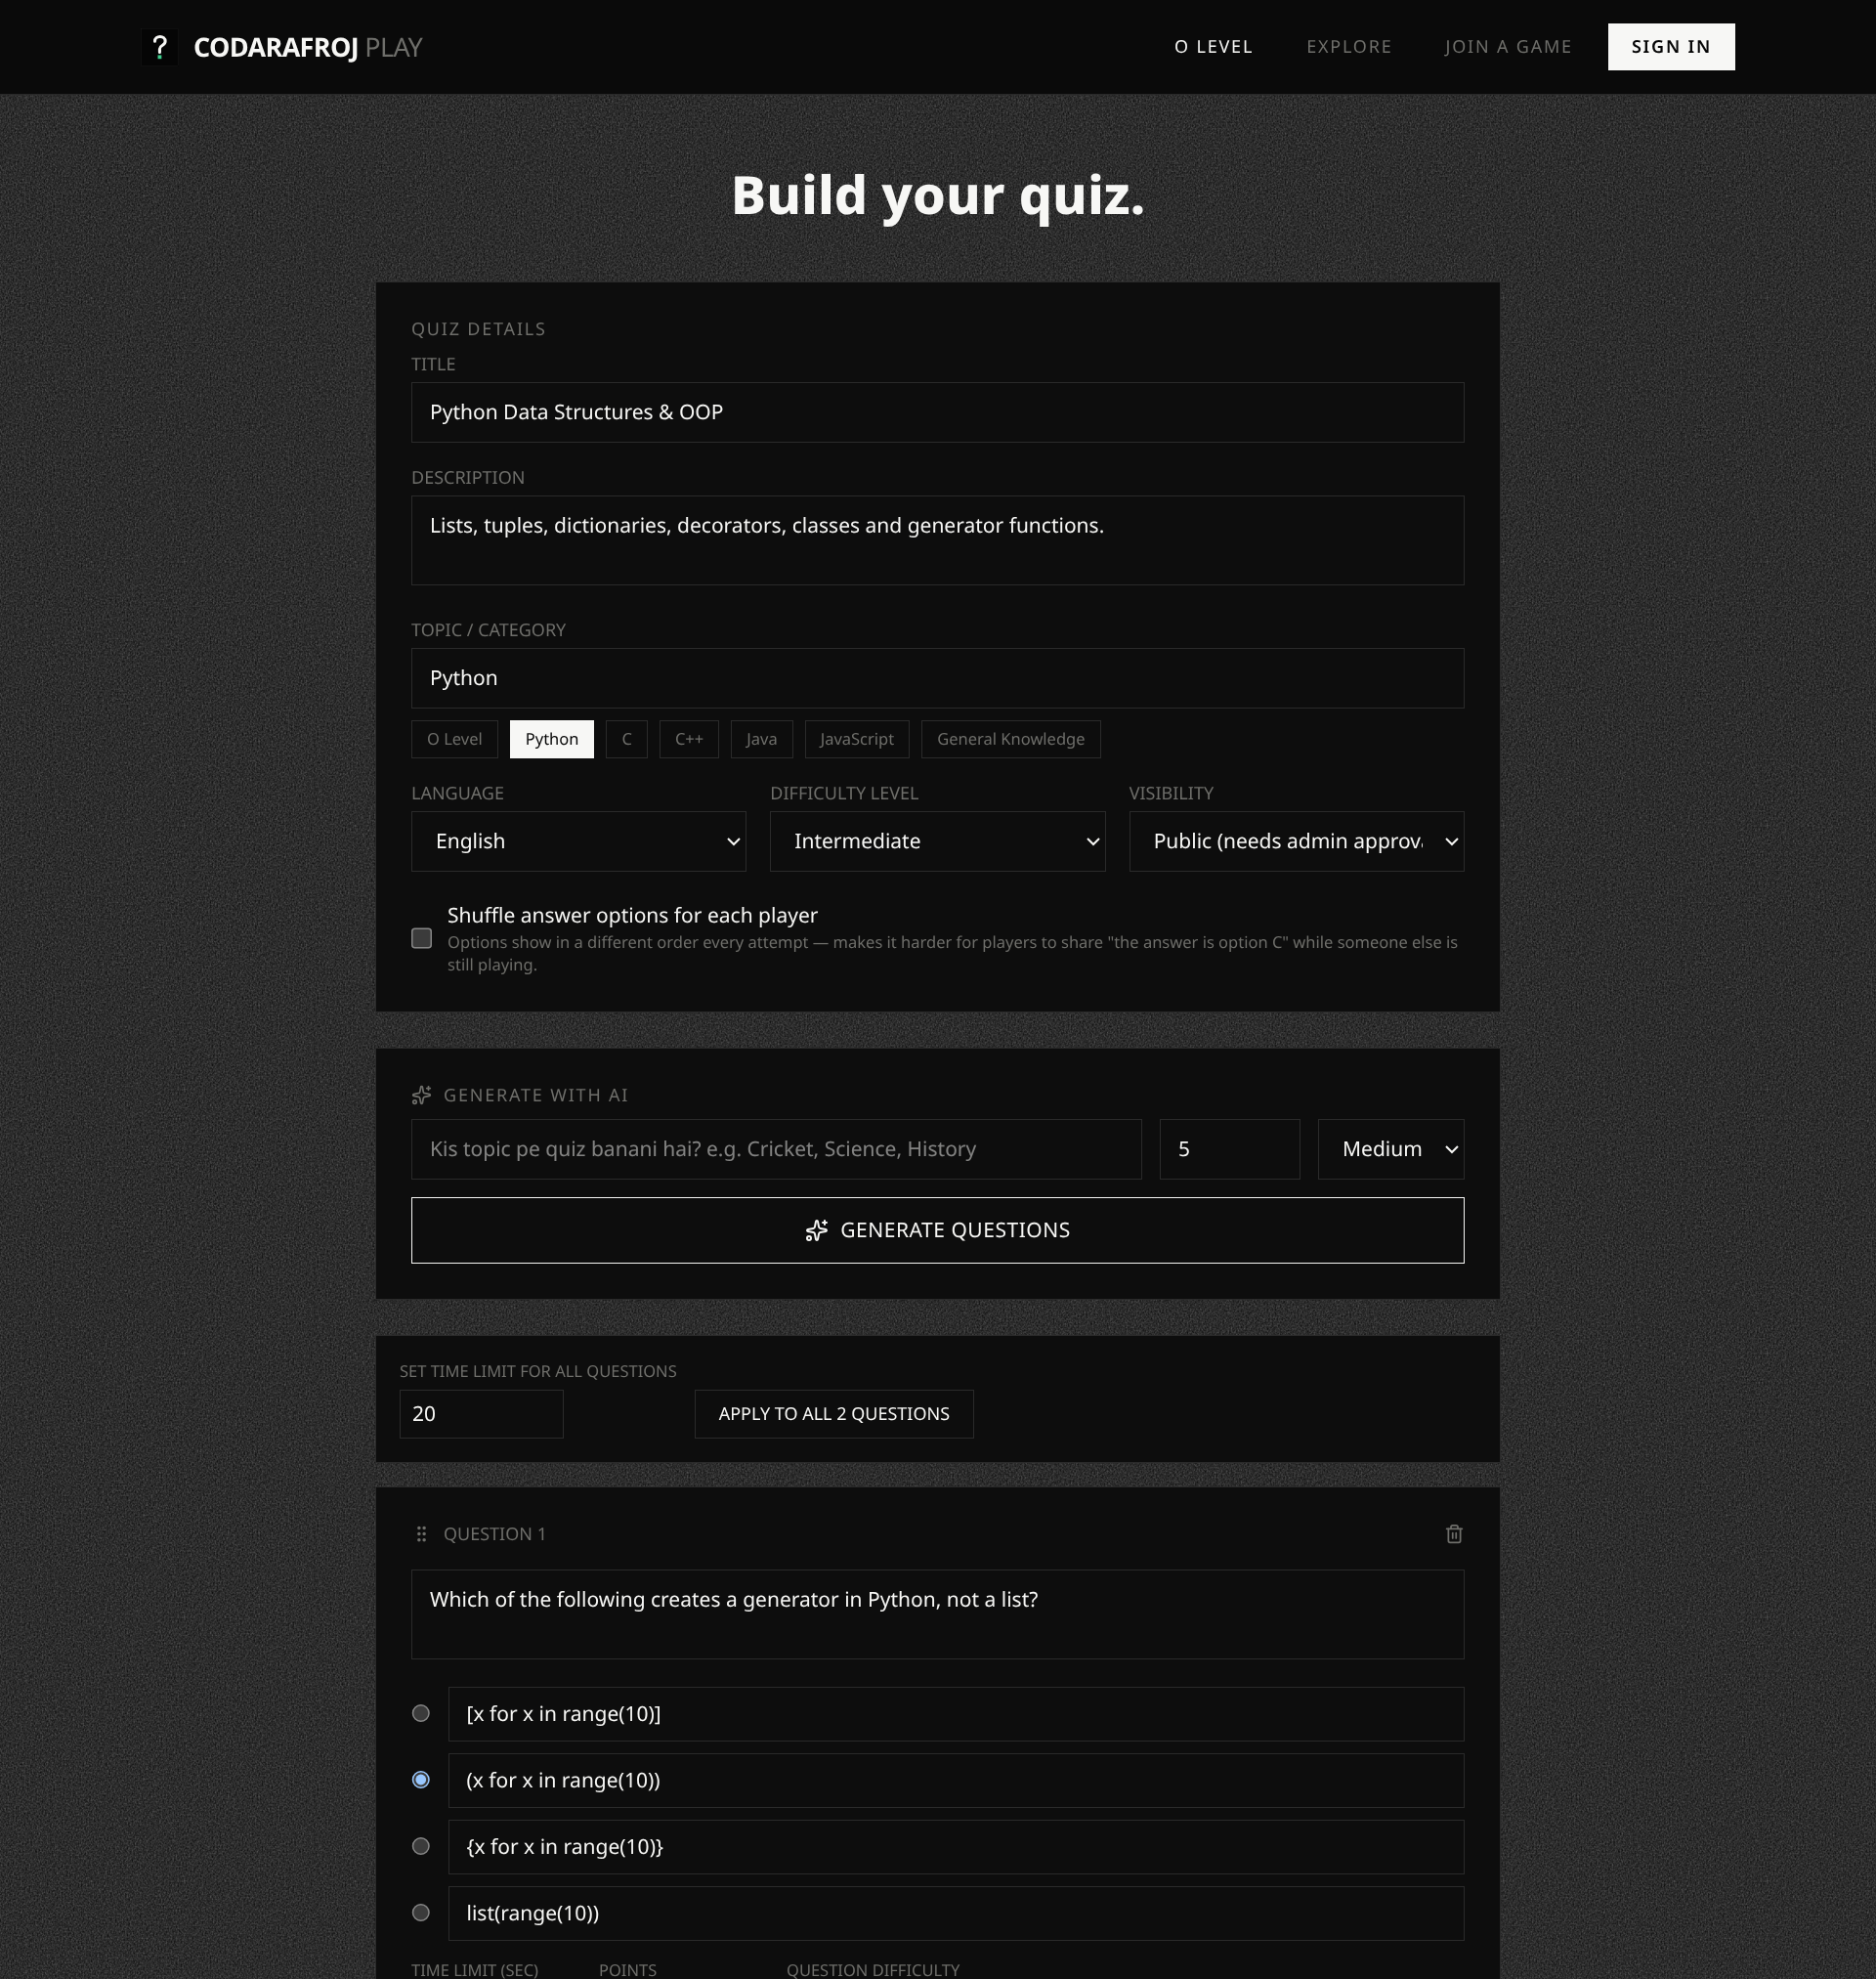 ? CODARAFROJ PLAY
O LEVEL EXPLORE JOIN A GAME SIGN IN
Build your quiz.
QUIZ DETAILS
TITLE
Python Data Structures & OOP
DESCRIPTION
Lists, tuples, dictionaries, decorators, classes and generator functions.
TOPIC / CATEGORY
Python
O Level Python C C++ Java JavaScript General Knowledge
LANGUAGE DIFFICULTY LEVEL VISIBILITY
English Intermediate Public (needs admin approva
Shuffle answer options for each player
Options show in a different order every attempt — makes it harder for players to share "the answer is option C" while someone else is
still playing.
GENERATE WITH AI
Kis topic pe quiz banani hai? e.g. Cricket, Science, History 5 Medium
GENERATE QUESTIONS
SET TIME LIMIT FOR ALL QUESTIONS
20 APPLY TO ALL 2 QUESTIONS
QUESTION 1
Which of the following creates a generator in Python, not a list?
[x for x in range(10)]
(x for x in range(10))
{x for x in range(10)}
list(range(10))
TIME LIMIT (SEC) POINTS QUESTION DIFFICULTY